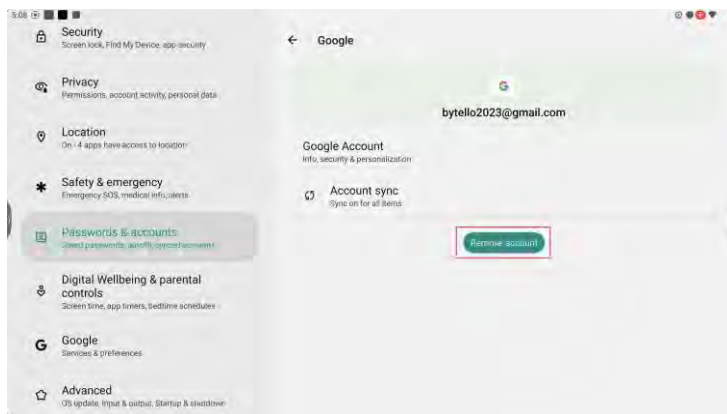 5:08
Security
Screen lock, Find My Device, app security
Privacy
Permissions, account activity, personal data
Location
On - 4 apps have access to location
Safety & emergency
Emergency SOS, medical info, alerts
Passwords & accounts
Saved passwords, autofill, synced accounts
Digital Wellbeing & parental
controls
Screen time, app timers, bedtime schedules
Google
Services & preferences
Advanced
OS update, Input & output, Startup & shutdown
Google
bytello2023@gmail.com
Google Account
Info, security & personalization
Account sync
Sync on for all items
Remove account